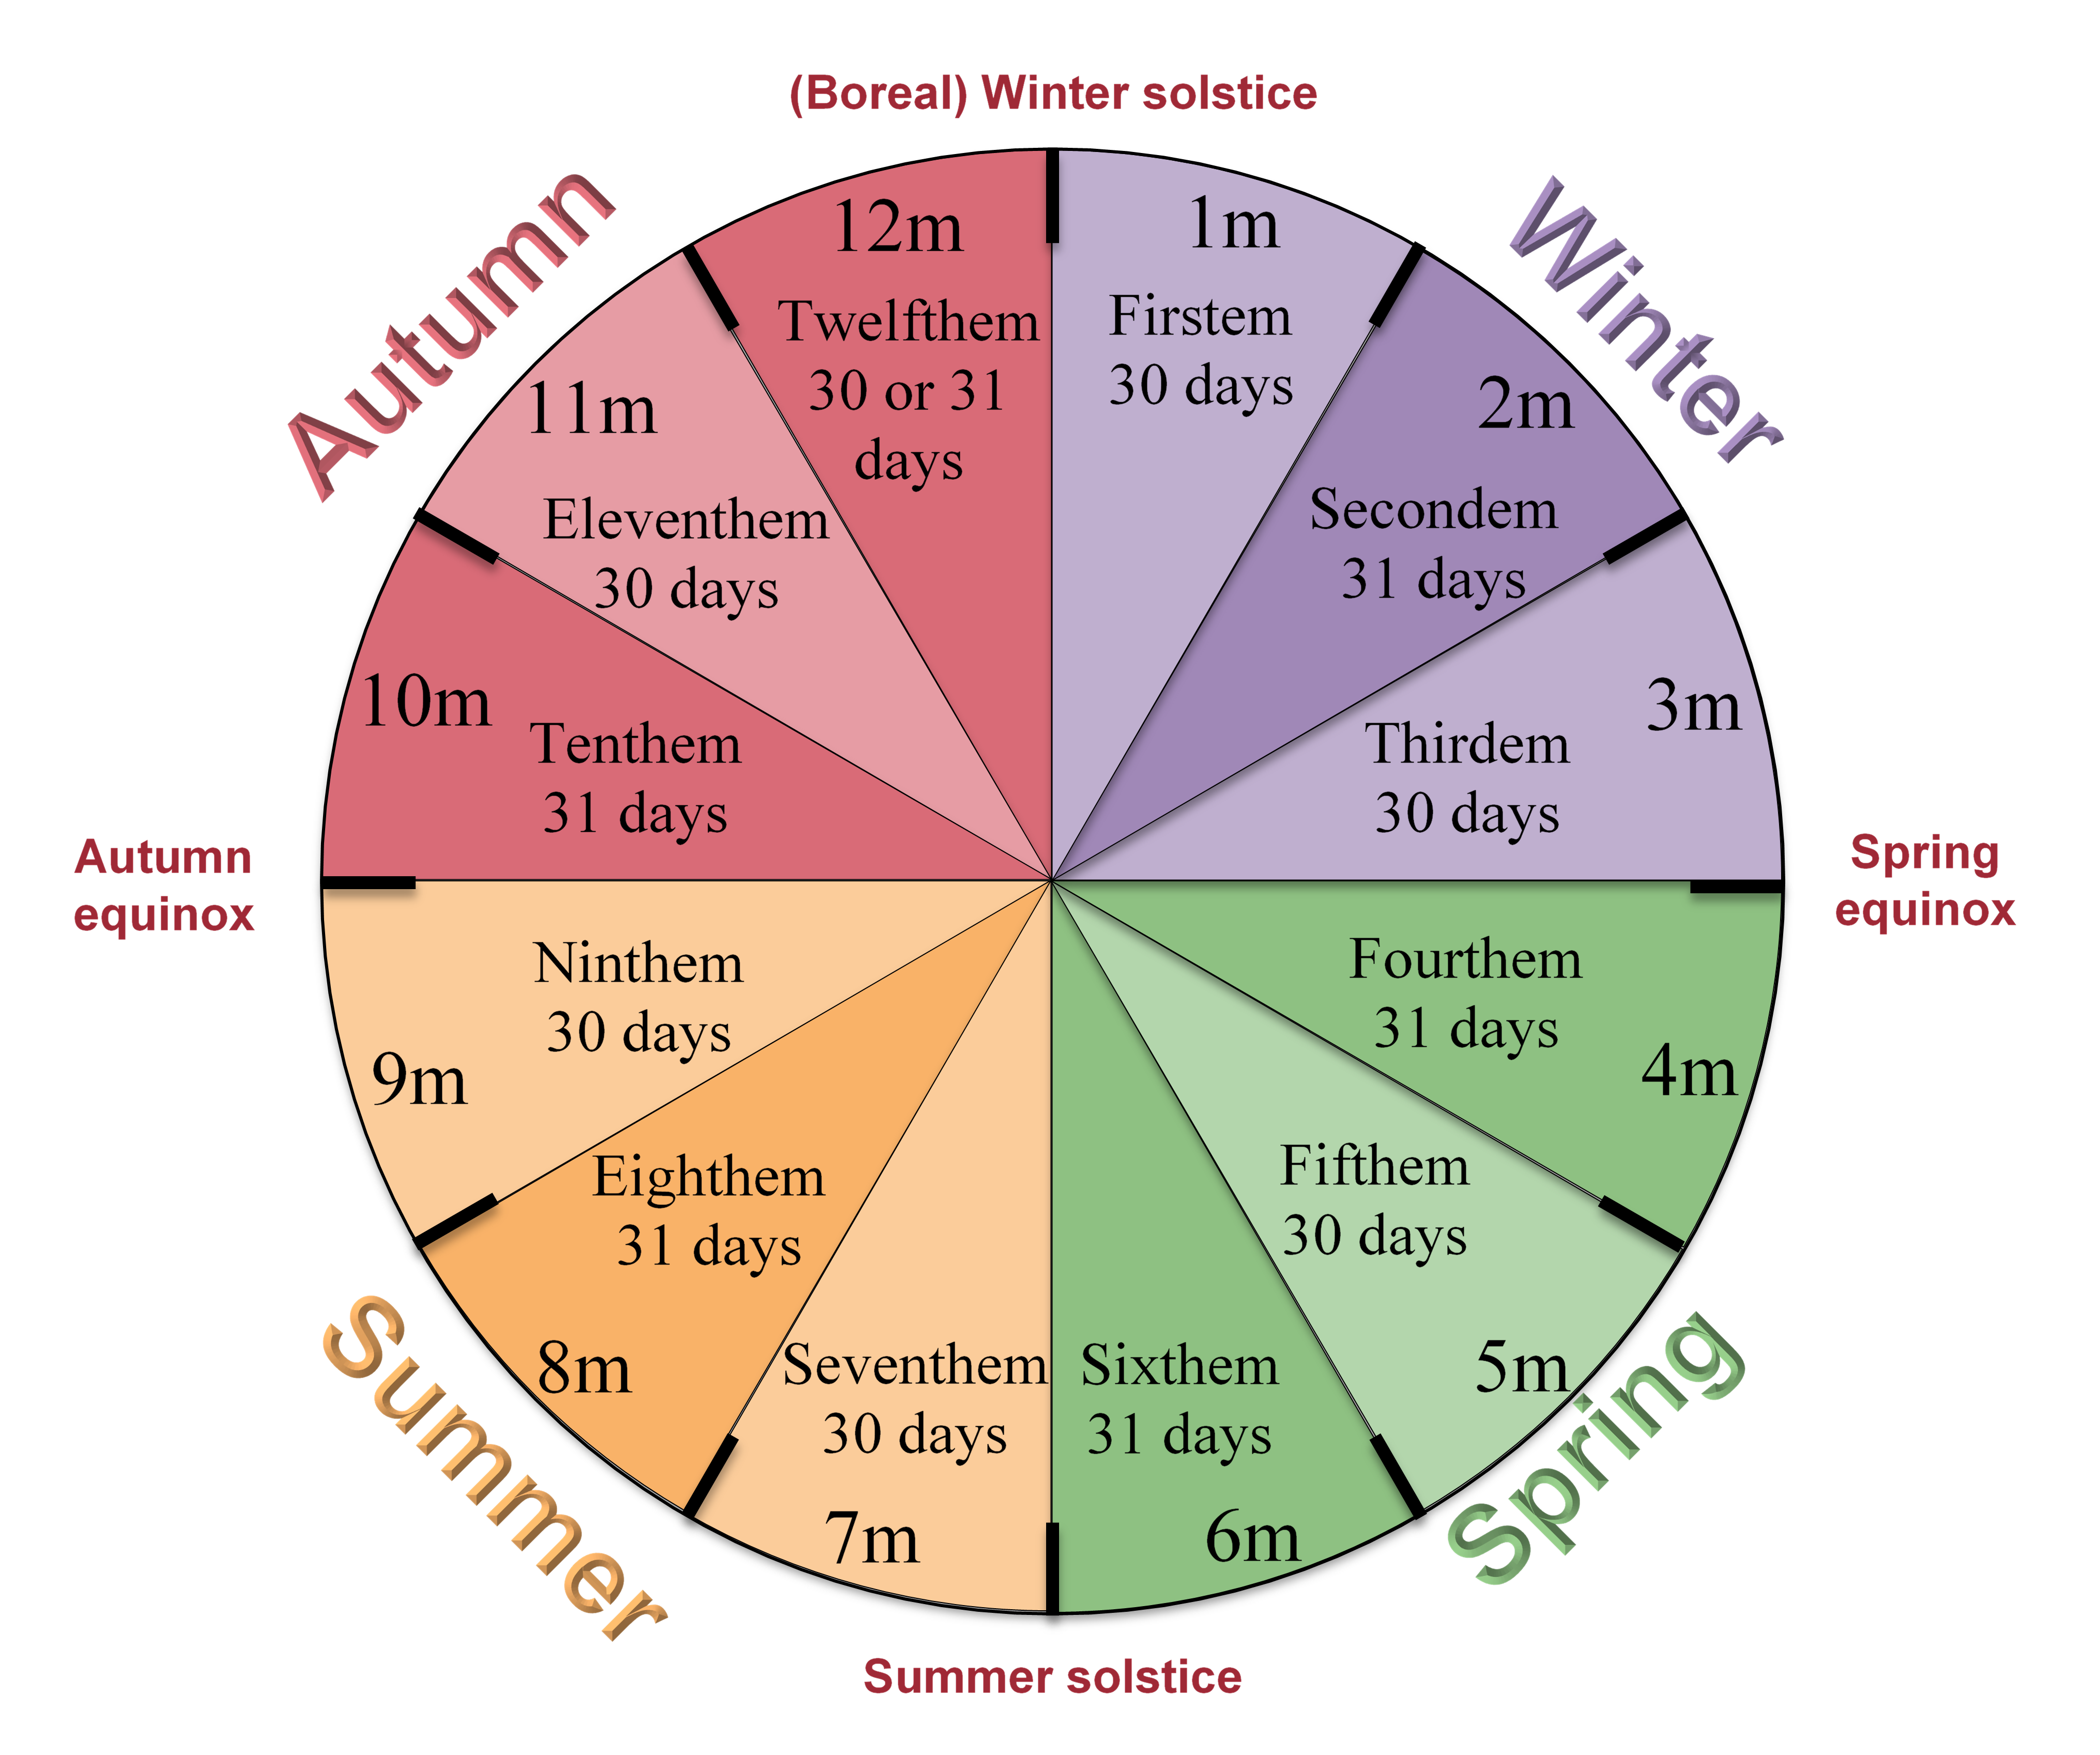 (Boreal) Winter solstice
Winter
1m
Firstem
30 days
2m
Secondem
31 days
3m
Thirdem
30 days
Spring
equinox
Fourthem
31 days
4m
Fifthem
30 days
5m
Spring
Sixthem
31 days
6m
Summer solstice
Seventhem
30 days
7m
Eighthem
31 days
8m
Summer
Ninthem
30 days
9m
Autumn
equinox
10m
Tenthem
31 days
11m
Eleventhem
30 days
Autumn
12m
Twelfthem
30 or 31
days